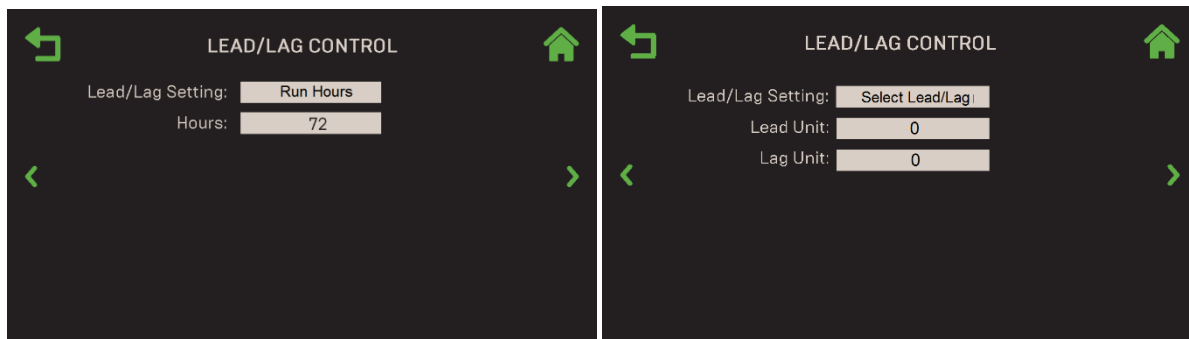 LEAD/LAG CONTROL
Lead/Lag Setting: Run Hours
Hours: 72
LEAD/LAG CONTROL
Lead/Lag Setting: Select Lead/Lag
Lead Unit: 0
Lag Unit: 0